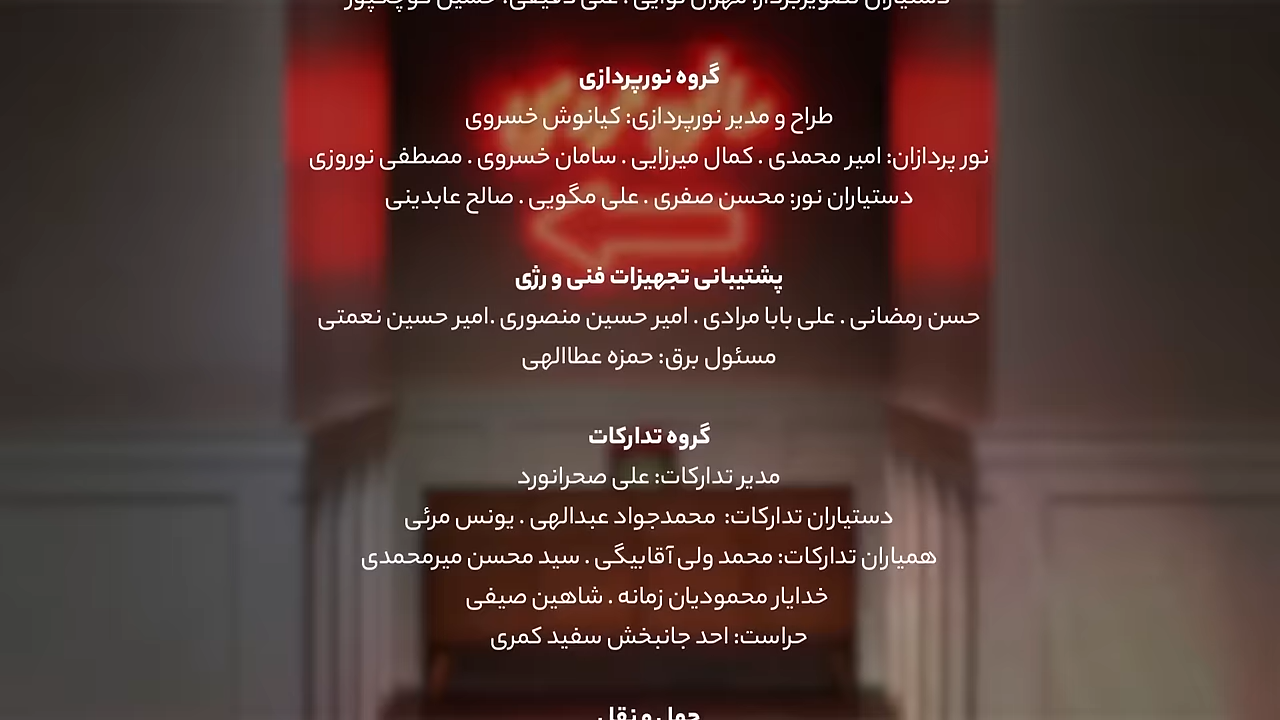 گروه نورپردازی
طراح و مدیر نورپردازی: کیانوش خسروی
نور پردازان: امیر محمدی . کمال میرزایی . سامان خسروی . مصطفی نوروزی
دستیاران نور: محسن صفری . علی مگویی . صالح عابدینی
پشتیبانی تجهیزات فنی و رژی
حسن رمضانی . علی بابا مرادی . امیر حسین منصوری .امیر حسین نعمتی
مسئول برق: حمزه عطاالهی
گروه تدارکات
مدیر تدارکات: علی صحرانورد
دستیاران تدارکات: محمدجواد عبدالهی . یونس مرئی
همیاران تدارکات: محمد ولی آقابیگی . سید محسن میرمحمدی
خدایار محمودیان زمانه . شاهین صیفی
حراست: احد جانبخش سفید کمری
حمل و نقل